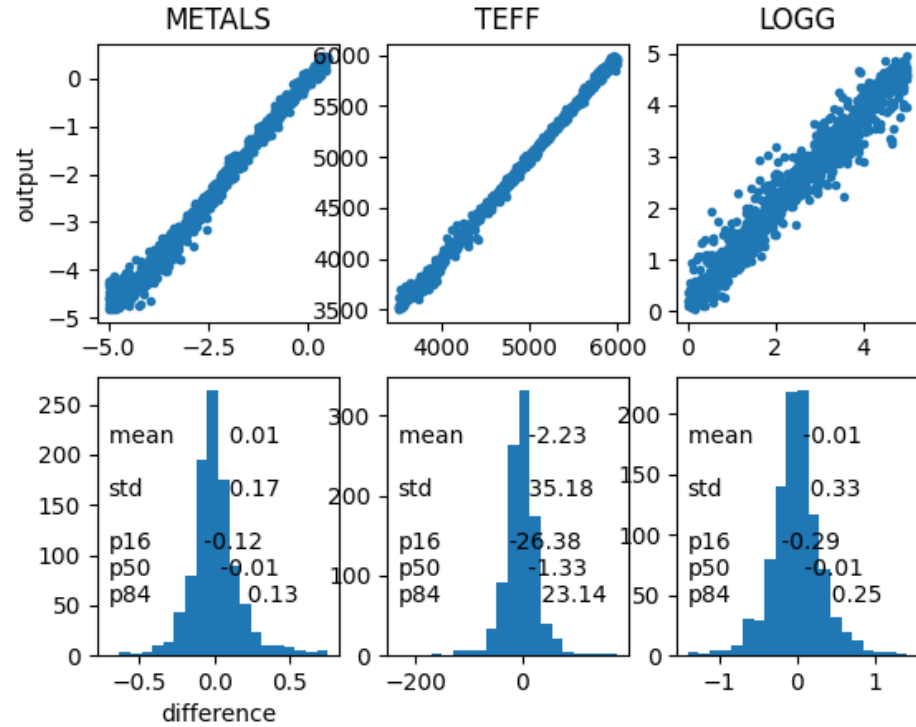 METALS TEFF LOGG
output
0
−1
−2
−3
−4
−5
−5.0 −2.5 0.0
6000
5500
5000
4500
4000
3500
4000 5000 6000
5
4
3
2
1
0
0 2 4
250
200
150
100
50
0
mean 0.01
std 0.17
p16 -0.12
p50 -0.01
p84 0.13
−0.5 0.0 0.5
difference
300
200
100
0
mean -2.23
std 35.18
p16 -26.38
p50 -1.33
p84 23.14
−200 0
200
150
100
50
0
mean -0.01
std 0.33
p16 -0.29
p50 -0.01
p84 0.25
−1 0 1